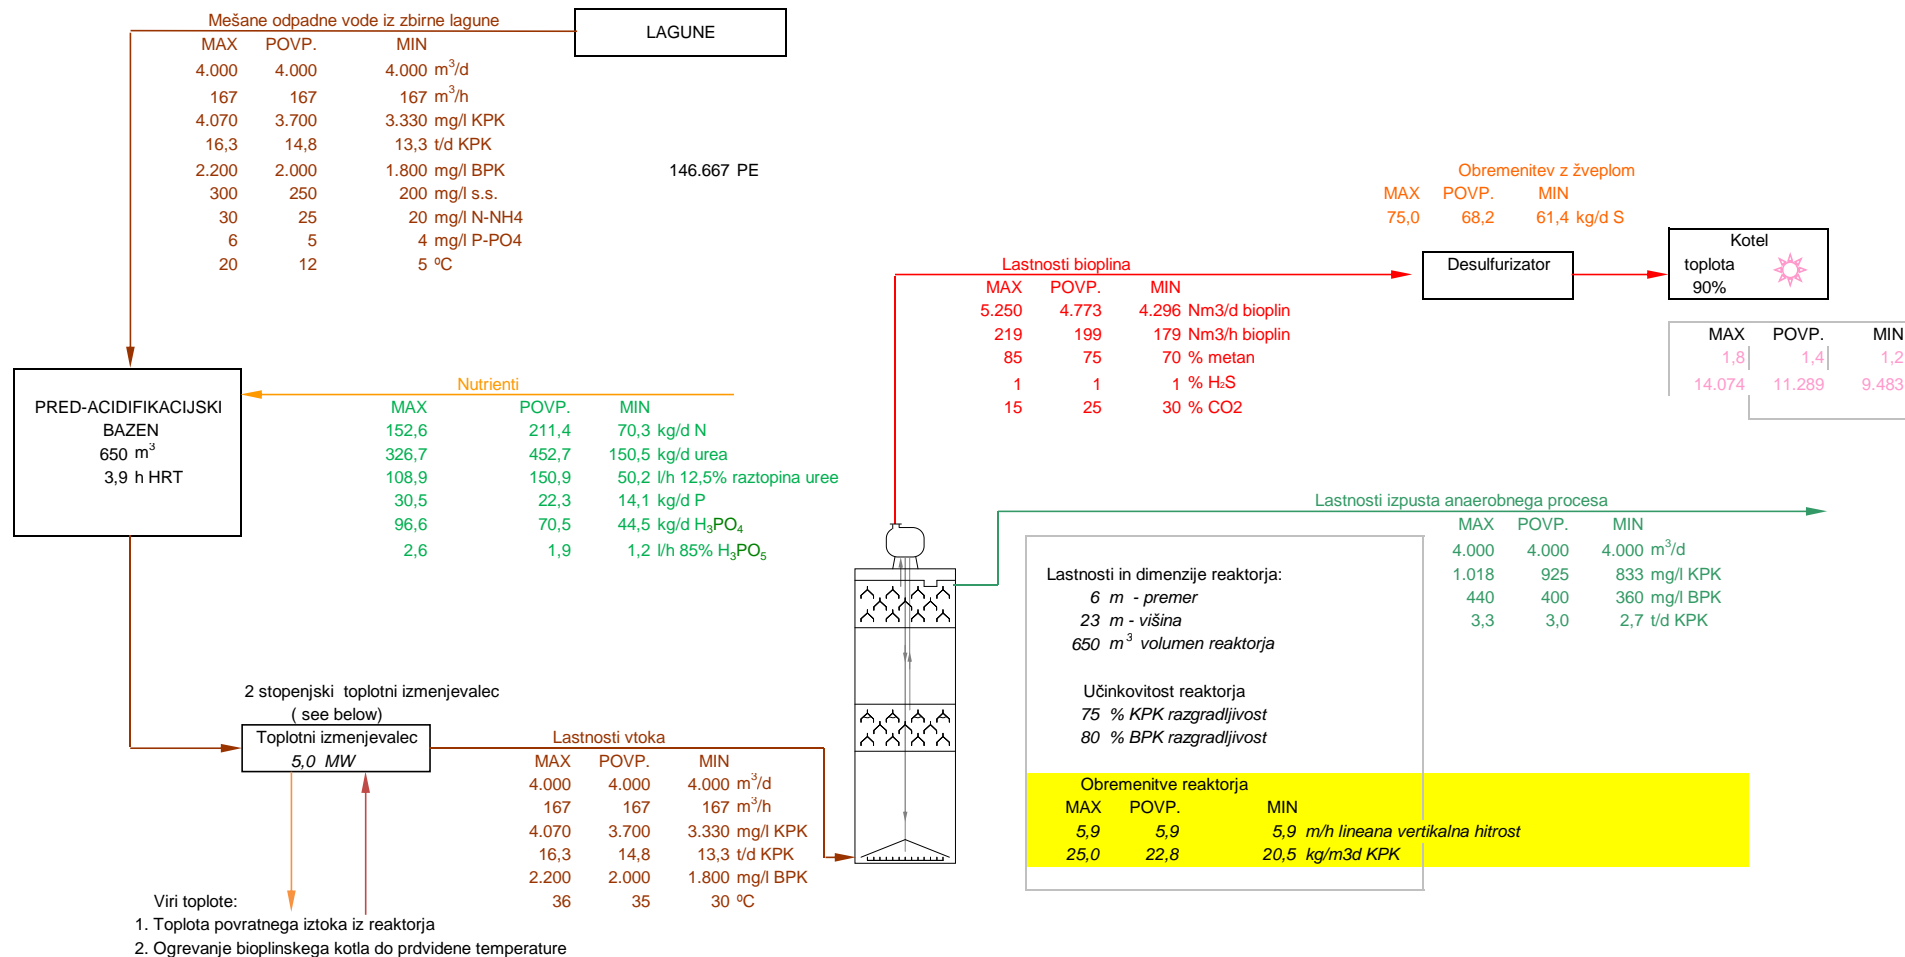 Mešane odpadne vode iz zbirne lagune
MAX POVP. MIN
4.000 4.000 4.000 m³/d
167 167 167 m³/h
4.070 3.700 3.330 mg/l KPK
16,3 14,8 13,3 t/d KPK
2.200 2.000 1.800 mg/l BPK
300 250 200 mg/l s.s.
30 25 20 mg/l N-NH4
6 5 4 mg/l P-PO4
20 12 5 ºC
LAGUNE
146.667 PE
Obremenitev z žveplom
MAX POVP. MIN
75,0 68,2 61,4 kg/d S
Lastnosti bioplina
MAX POVP. MIN
5.250 4.773 4.296 Nm3/d bioplin
219 199 179 Nm3/h bioplin
85 75 70 % metan
1 1 1 % H₂S
15 25 30 % CO2
Desulfurizator
Kotel
toplota
90%
MAX POVP. MIN
1,8 1,4 1,2
14.074 11.289 9.483
PRED-ACIDIFIKACIJSKI
BAZEN
650 m³
3,9 h HRT
Nutrienti
MAX POVP. MIN
152,6 211,4 70,3 kg/d N
326,7 452,7 150,5 kg/d urea
108,9 150,9 50,2 l/h 12,5% raztopina uree
30,5 22,3 14,1 kg/d P
96,6 70,5 44,5 kg/d H₃PO₄
2,6 1,9 1,2 l/h 85% H₃PO₅
Lastnosti izpusta anaerobnega procesa
MAX POVP. MIN
4.000 4.000 4.000 m³/d
1.018 925 833 mg/l KPK
440 400 360 mg/l BPK
3,3 3,0 2,7 t/d KPK
Lastnosti in dimenzije reaktorja:
6 m - premer
23 m - višina
650 m³ volumen reaktorja
Učinkovitost reaktorja
75 % KPK razgradljivost
80 % BPK razgradljivost
Obremenitve reaktorja
MAX POVP. MIN
5,9 5,9 5,9 m/h lineana vertikalna hitrost
25,0 22,8 20,5 kg/m3d KPK
2 stopenjski toplotni izmenjevalec
( see below)
Toplotni izmenjevalec
5,0 MW
Lastnosti vtoka
MAX POVP. MIN
4.000 4.000 4.000 m³/d
167 167 167 m³/h
4.070 3.700 3.330 mg/l KPK
16,3 14,8 13,3 t/d KPK
2.200 2.000 1.800 mg/l BPK
36 35 30 ºC
Viri toplote:
1. Toplota povratnega iztoka iz reaktorja
2. Ogrevanje bioplinskega kotla do prdvidene temperature